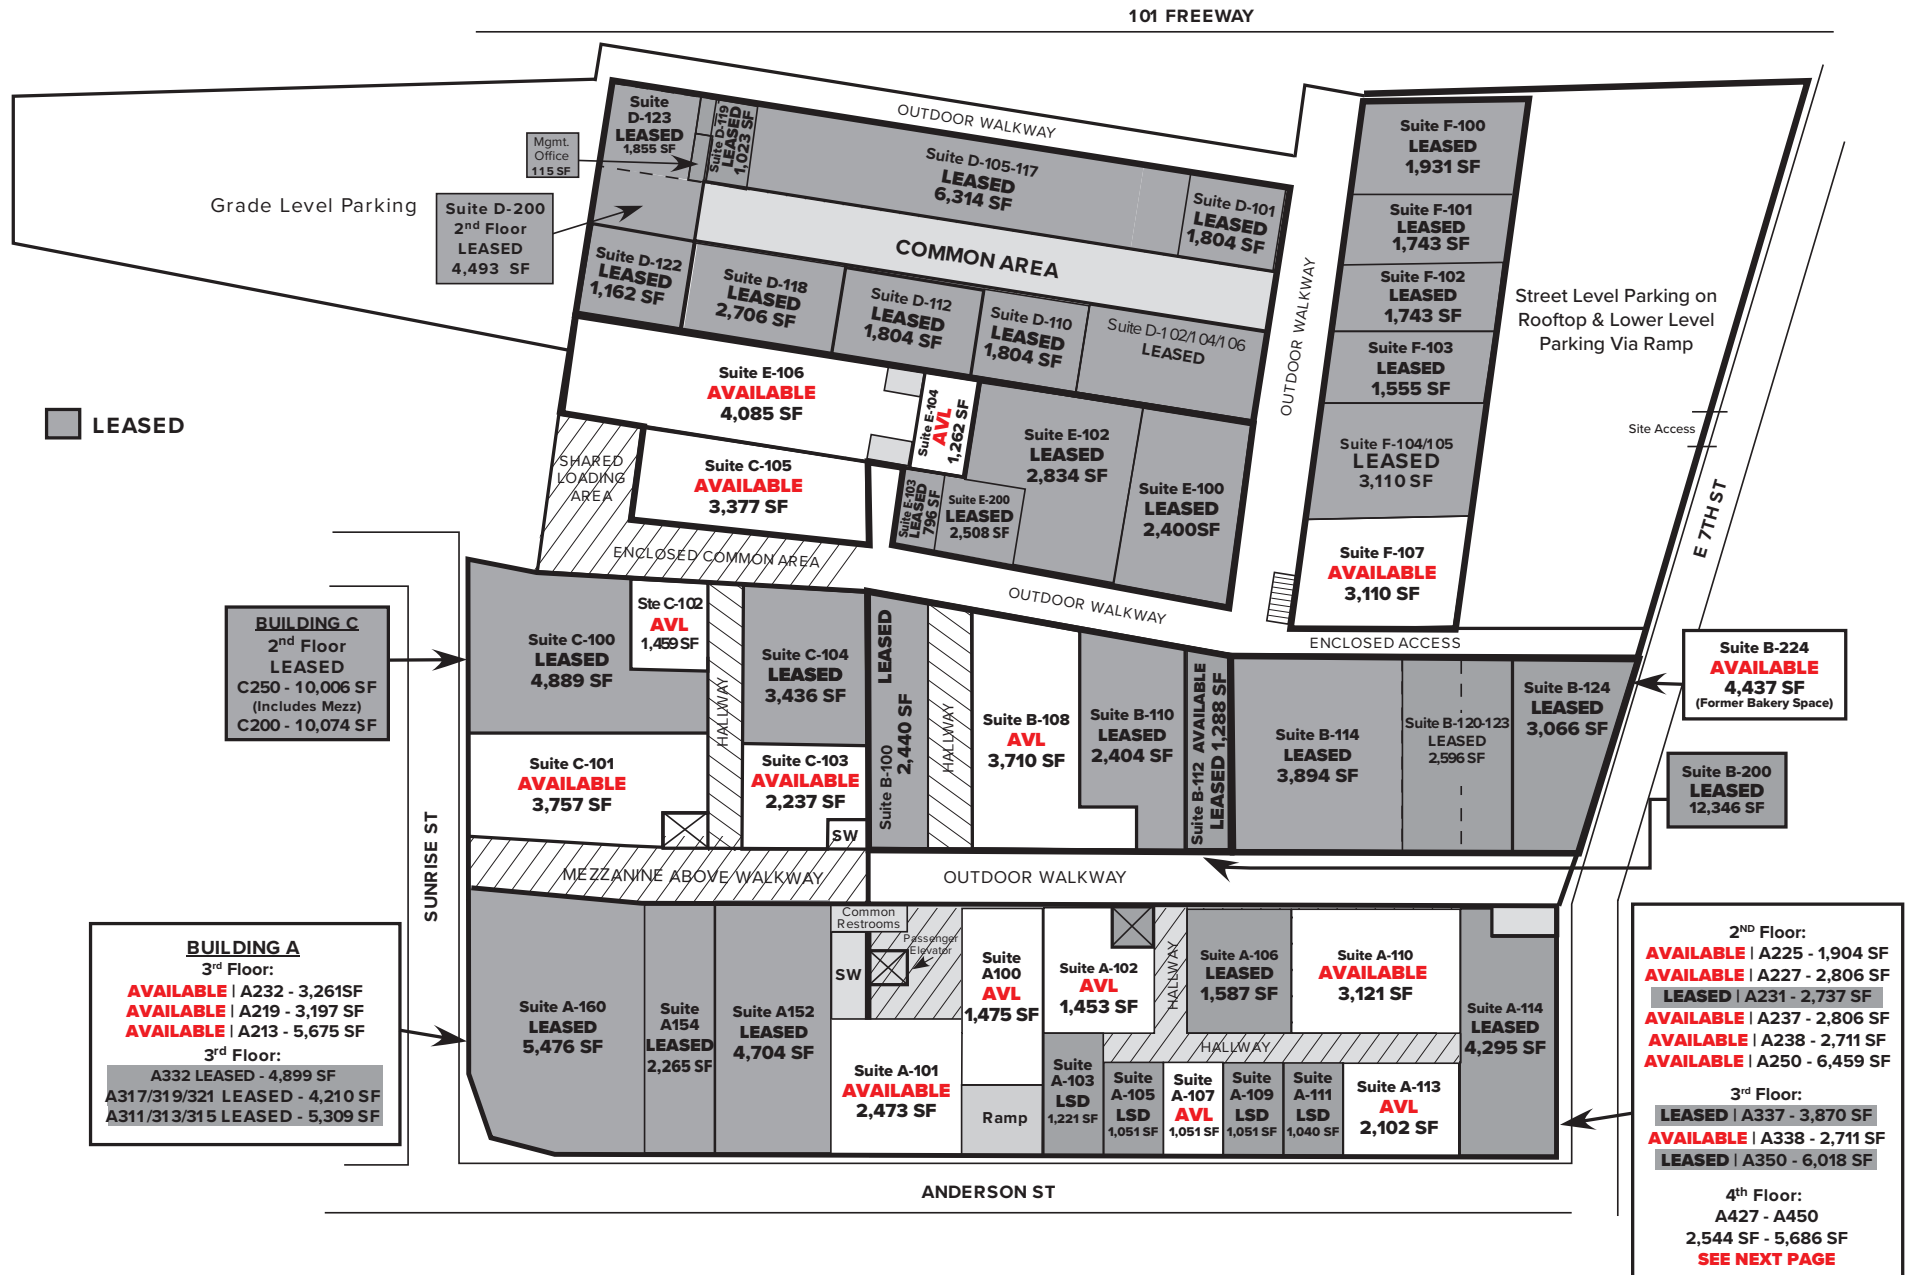 101 FREEWAY
OUTDOOR WALKWAY
Suite
D-123
LEASED
1,855 SF
Suite D-119
LEASED
1,023 SF
Mgmt.
Office
115 SF
Suite D-105-117
LEASED
6,314 SF
Suite D-101
LEASED
1,804 SF
Grade Level Parking
Suite D-200
2nd Floor
LEASED
4,493 SF
COMMON AREA
Suite D-122
LEASED
1,162 SF
Suite D-118
LEASED
2,706 SF
Suite D-112
LEASED
1,804 SF
Suite D-110
LEASED
1,804 SF
Suite D-102/104/106
LEASED
OUTDOOR WALKWAY
Suite F-100
LEASED
1,931 SF
Suite F-101
LEASED
1,743 SF
Suite F-102
LEASED
1,743 SF
Suite F-103
LEASED
1,555 SF
Suite F-104/105
LEASED
3,110 SF
Suite F-107
AVAILABLE
3,110 SF
Street Level Parking on
Rooftop & Lower Level
Parking Via Ramp
Site Access
E 7TH ST
LEASED
Suite E-106
AVAILABLE
4,085 SF
Suite E-104
AVL
1,262 SF
Suite E-102
LEASED
2,834 SF
Suite E-100
LEASED
2,400SF
Suite E-103
LEASED
796 SF
Suite E-200
LEASED
2,508 SF
SHARED
LOADING
AREA
Suite C-105
AVAILABLE
3,377 SF
ENCLOSED COMMON AREA
OUTDOOR WALKWAY
ENCLOSED ACCESS
BUILDING C
2nd Floor
LEASED
C250 - 10,006 SF
(Includes Mezz)
C200 - 10,074 SF
Suite C-100
LEASED
4,889 SF
Ste C-102
AVL
1,459 SF
HALLWAY
Suite C-104
LEASED
3,436 SF
Suite C-101
AVAILABLE
3,757 SF
Suite C-103
AVAILABLE
2,237 SF
SW
Suite B-100
LEASED
2,440 SF
HALLWAY
Suite B-108
AVL
3,710 SF
Suite B-110
LEASED
2,404 SF
Suite B-112 AVAILABLE
LEASED 1,288 SF
Suite B-114
LEASED
3,894 SF
Suite B-120-123
LEASED
2,596 SF
Suite B-124
LEASED
3,066 SF
Suite B-224
AVAILABLE
4,437 SF
(Former Bakery Space)
Suite B-200
LEASED
12,346 SF
SUNRISE ST
MEZZANINE ABOVE WALKWAY
OUTDOOR WALKWAY
BUILDING A
3rd Floor:
AVAILABLE | A232 - 3,261SF
AVAILABLE | A219 - 3,197 SF
AVAILABLE | A213 - 5,675 SF
3rd Floor:
A332 LEASED - 4,899 SF
A317/319/321 LEASED - 4,210 SF
A311/313/315 LEASED - 5,309 SF
Suite A-160
LEASED
5,476 SF
Suite
A154
LEASED
2,265 SF
Suite A152
LEASED
4,704 SF
Common
Restrooms
SW
Passenger
Elevator
Suite A-101
AVAILABLE
2,473 SF
Suite
A100
AVL
1,475 SF
Ramp
Suite A-102
AVL
1,453 SF
HALLWAY
Suite A-106
LEASED
1,587 SF
Suite A-110
AVAILABLE
3,121 SF
HALLWAY
Suite A-114
LEASED
4,295 SF
Suite
A-103
LSD
1,221 SF
Suite
A-105
LSD
1,051 SF
Suite
A-107
AVL
1,051 SF
Suite
A-109
LSD
1,051 SF
Suite
A-111
LSD
1,040 SF
Suite A-113
AVL
2,102 SF
2ND Floor:
AVAILABLE | A225 - 1,904 SF
AVAILABLE | A227 - 2,806 SF
LEASED | A231 - 2,737 SF
AVAILABLE | A237 - 2,806 SF
AVAILABLE | A238 - 2,711 SF
AVAILABLE | A250 - 6,459 SF
3rd Floor:
LEASED | A337 - 3,870 SF
AVAILABLE | A338 - 2,711 SF
LEASED | A350 - 6,018 SF
4th Floor:
A427 - A450
2,544 SF - 5,686 SF
SEE NEXT PAGE
ANDERSON ST